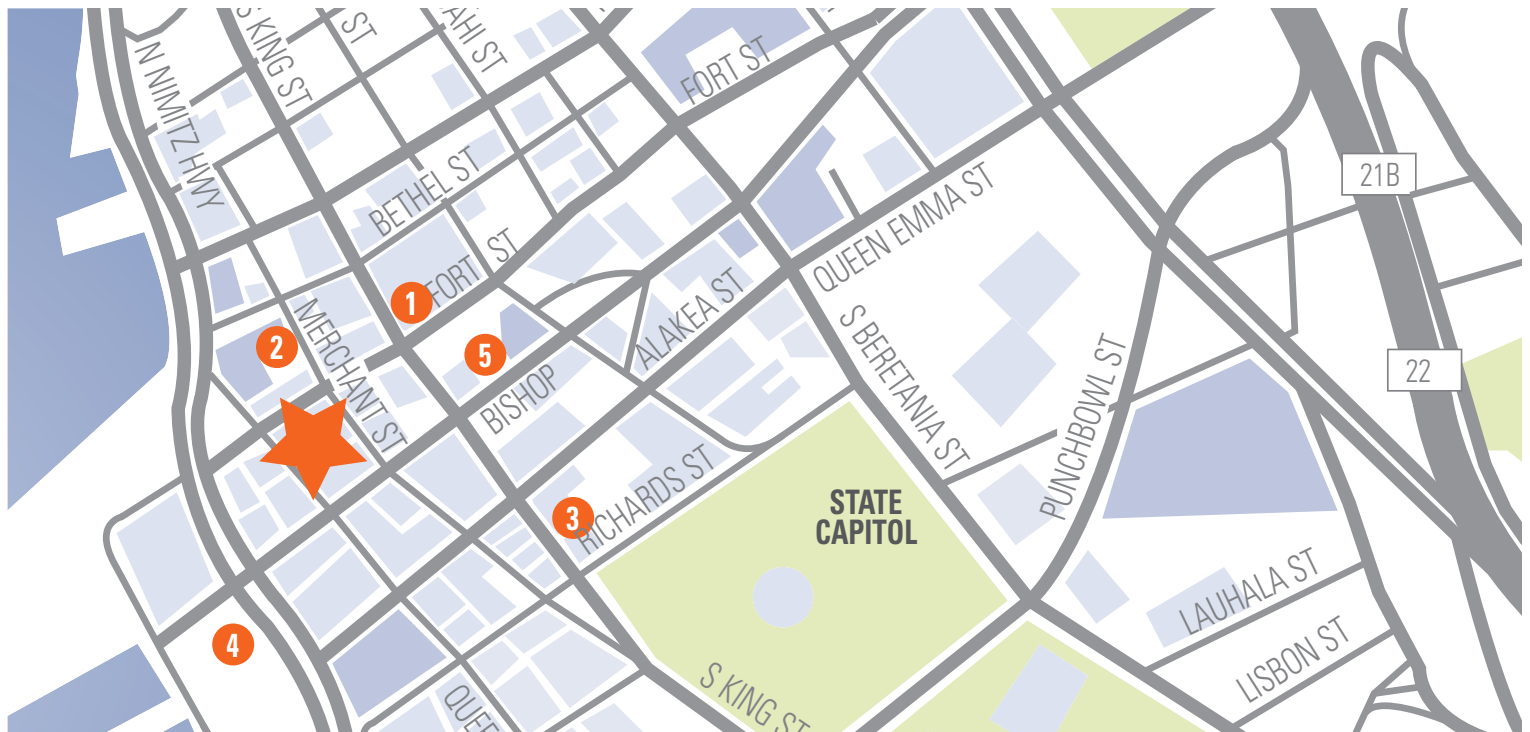 N NIMITZ HWY
S KING ST
ST
AHI ST
FORT ST
BETHEL ST
21B
QUEEN EMMA ST
FORT ST
1
MERCHANT ST
2
5
ALAKEA ST
BISHOP
S BERETANIA ST
PUNCHBOWL ST
22
3
RICHARDS ST
STATE
CAPITOL
LAUHALA ST
LISBON ST
4
QUEE
S KING ST